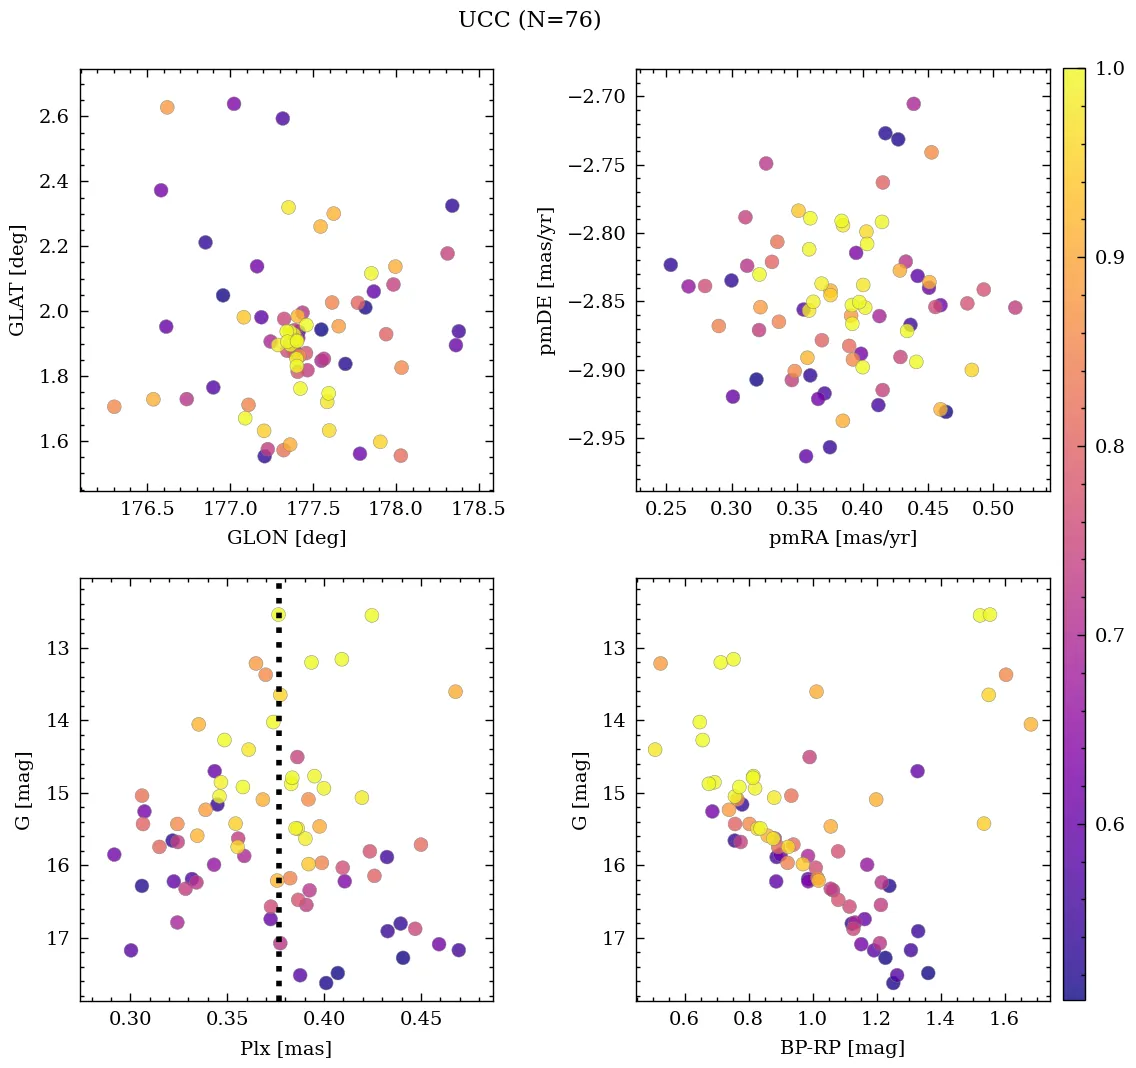 UCC (N=76)
2.6
2.4
2.2
2.0
1.8
1.6
GLAT [deg]
176.5 177.0 177.5 178.0 178.5
GLON [deg]
−2.70
−2.75
−2.80
−2.85
−2.90
−2.95
pmDE [mas/yr]
0.25 0.30 0.35 0.40 0.45 0.50
pmRA [mas/yr]
1.0
0.9
0.8
0.7
0.6
13
14
15
16
17
G [mag]
0.30 0.35 0.40 0.45
Plx [mas]
13
14
15
16
17
G [mag]
0.6 0.8 1.0 1.2 1.4 1.6
BP-RP [mag]